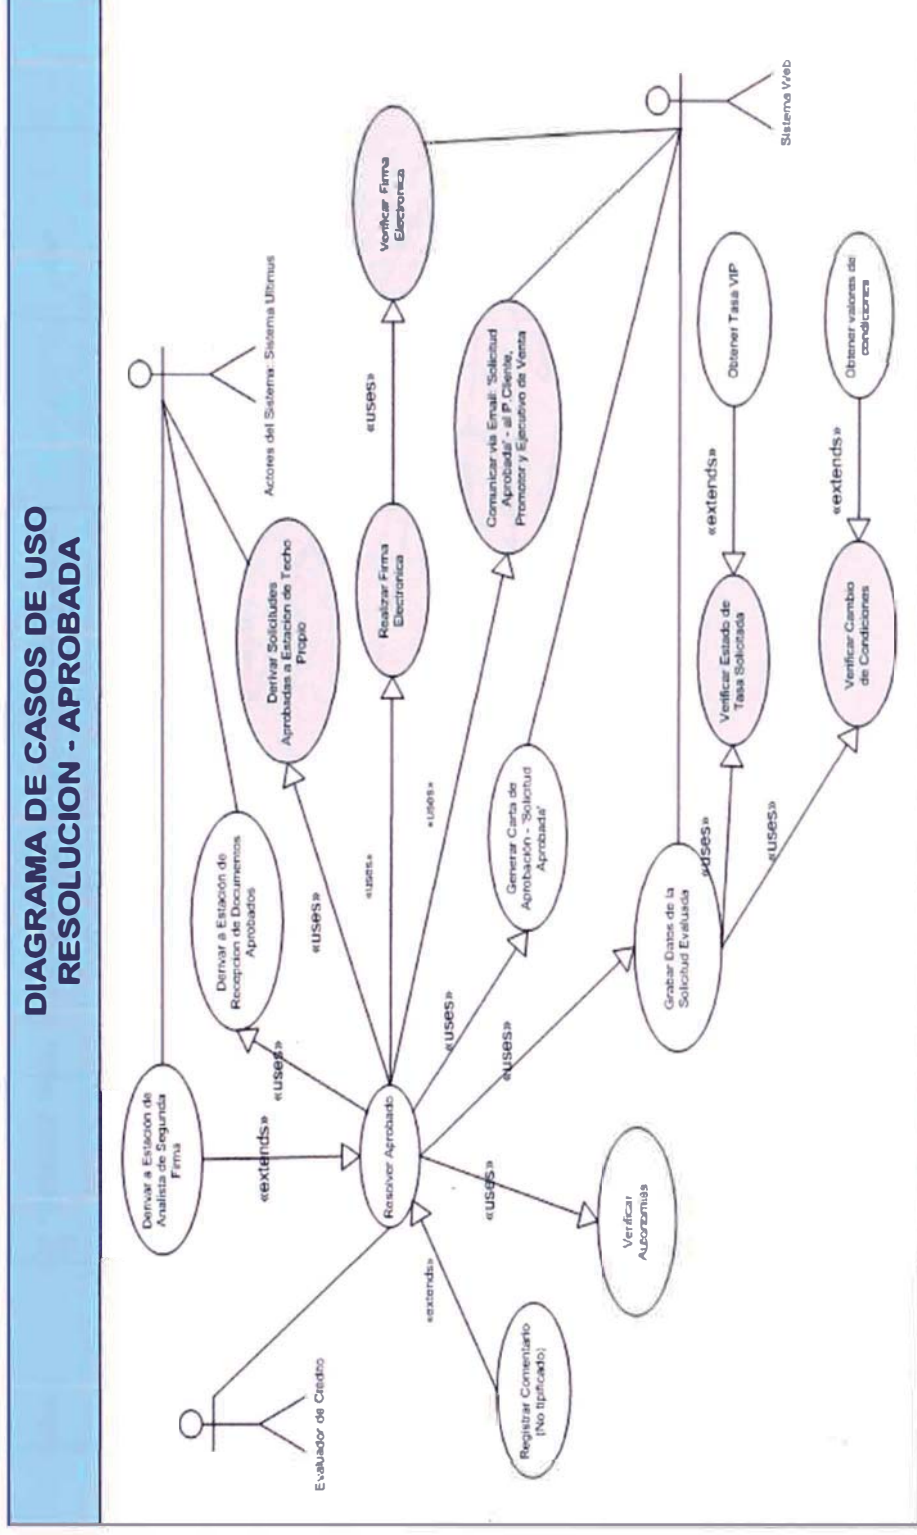 DIAGRAMA DE CASOS DE USO
RESOLUCION - APROBADA
Evaluador de Crédito
Derivar a Estación de
Analista de Segunda
Firma
Actores del Sistema: Sistema Ultimus
«extends»
Derivar a Estación de
Recepcion de Documentos
Aprobados
«uses»
Derivar Solicitudes
Aprobadas a Estacion de Techo
Propio
«uses»
Resolver Aprobado
«uses»
Realizar Firma
Electronica
«uses»
Verificar Firma
Electronica
«uses»
Comunicar vía Email: 'Solicitud
Aprobada' - al P.Cliente,
Promotor y Ejecutivo de Venta
«extends»
Registrar Comentario
(No tipificado)
«uses»
Generar Carta de
Aprobación - 'Solicitud
Aprobada'
«uses»
Verificar
Autonomias
«uses»
Grabar Datos de la
Solicitud Evaluada
«uses»
Verificar Estado de
Tasa Solicitada
«extends»
Obtener Tasa VIP
«uses»
Verificar Cambio
de Condiciones
«extends»
Obtener valores de
condiciones
Sistema Web